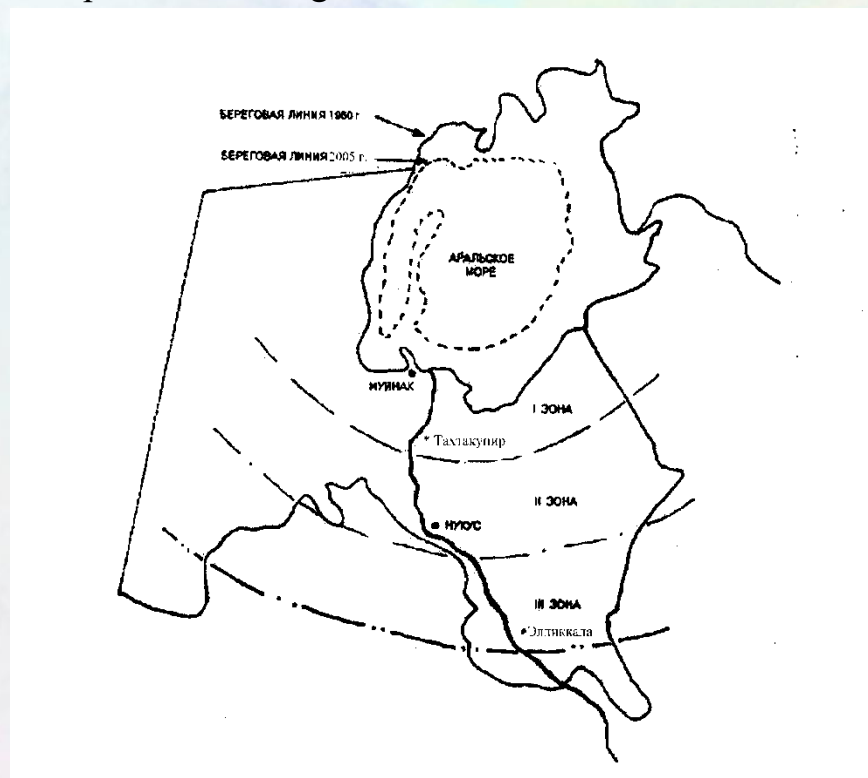 БЕРЕГОВАЯ ЛИНИЯ 1960 г
БЕРЕГОВАЯ ЛИНИЯ 2005 г.
АРАЛЬСКОЕ
МОРЕ
МУЙНАК
I ЗОНА
Тахтакупир
II ЗОНА
НУКУС
III ЗОНА
Элликкала